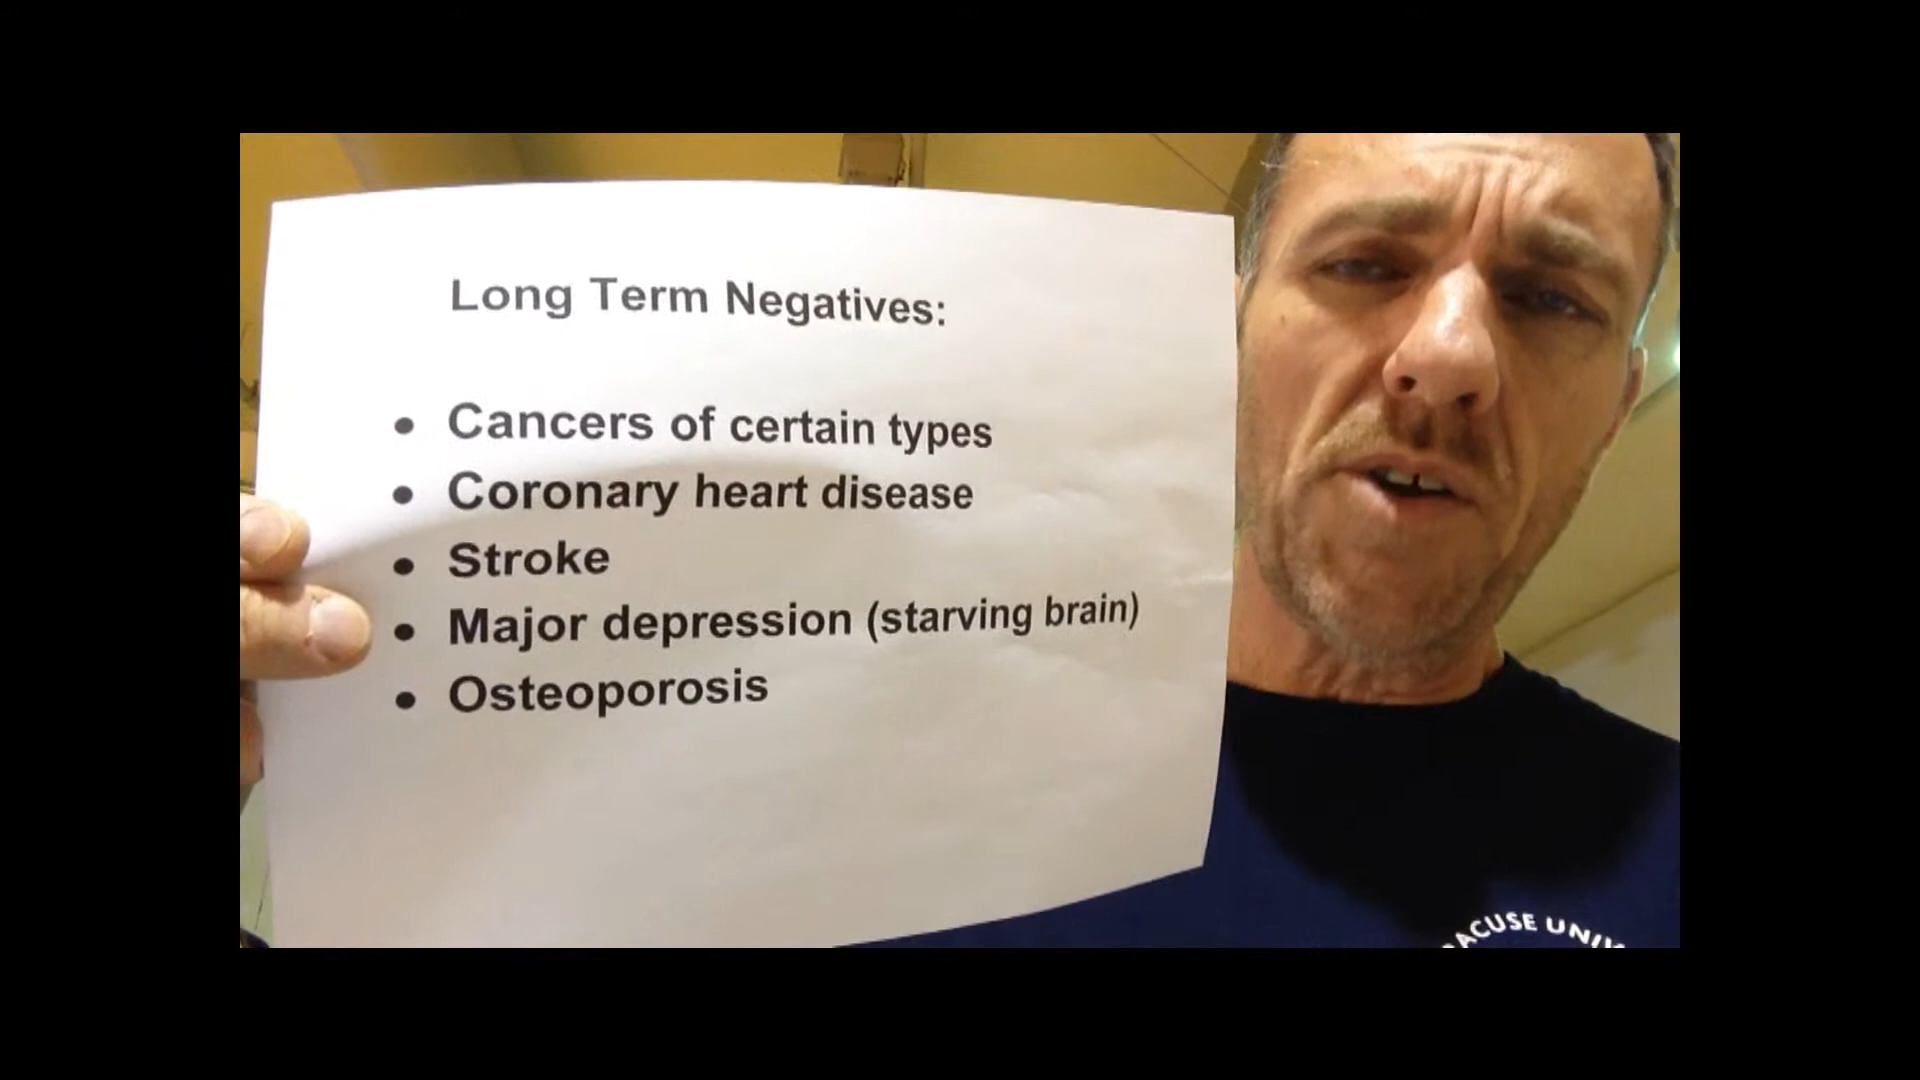 Long Term Negatives:
• Cancers of certain types
• Coronary heart disease
• Stroke
• Major depression (starving brain)
• Osteoporosis